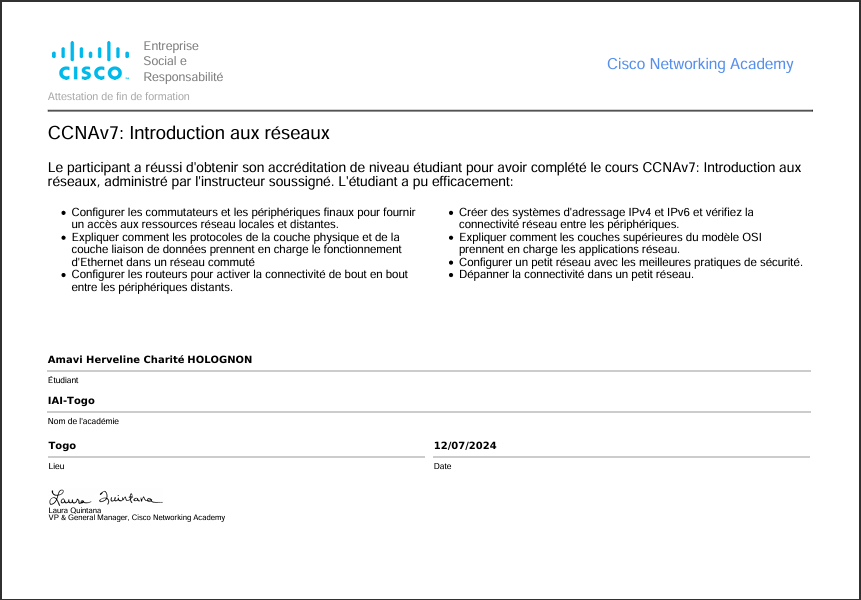 CISCO
Entreprise
Social e
Responsabilité
Cisco Networking Academy
Attestation de fin de formation
CCNAv7: Introduction aux réseaux
Le participant a réussi d'obtenir son accréditation de niveau étudiant pour avoir complété le cours CCNAv7: Introduction aux
réseaux, administré par l'instructeur soussigné. L'étudiant a pu efficacement:
• Configurer les commutateurs et les périphériques finaux pour fournir
un accès aux ressources réseau locales et distantes.
• Expliquer comment les protocoles de la couche physique et de la
couche liaison de données prennent en charge le fonctionnement
d'Ethernet dans un réseau commuté
• Configurer les routeurs pour activer la connectivité de bout en bout
entre les périphériques distants.
• Créer des systèmes d'adressage IPv4 et IPv6 et vérifiez la
connectivité réseau entre les périphériques.
• Expliquer comment les couches supérieures du modèle OSI
prennent en charge les applications réseau.
• Configurer un petit réseau avec les meilleures pratiques de sécurité.
• Dépanner la connectivité dans un petit réseau.
Amavi Herveline Charité HOLOGNON
Étudiant
IAI-Togo
Nom de l'académie
Togo
Lieu
12/07/2024
Date
Laura Quintana
Laura Quintana
VP & General Manager, Cisco Networking Academy